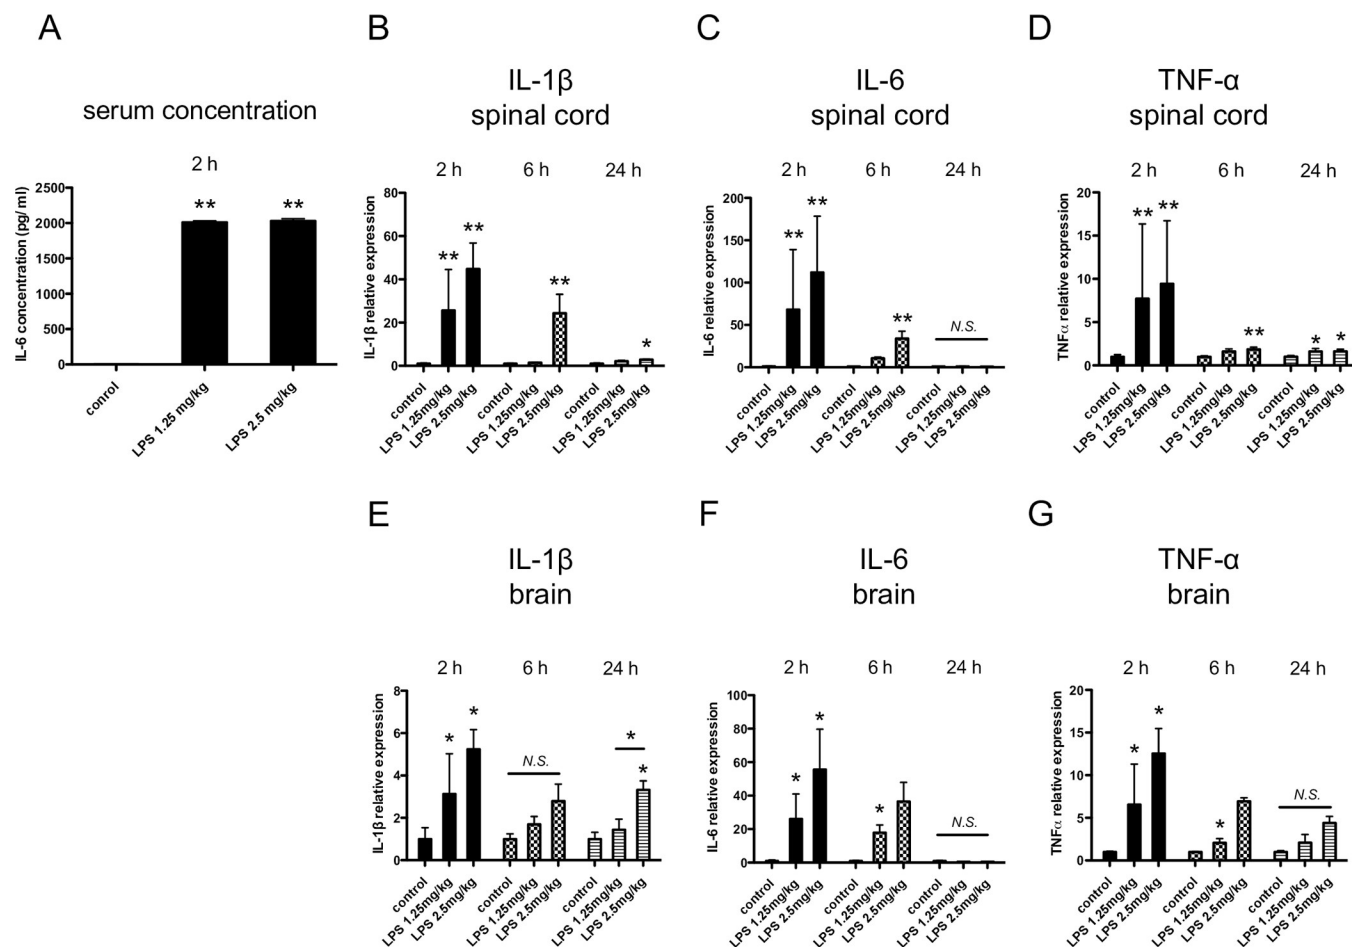 A
serum concentration
2 h
IL-6 concentration (pg/ ml)
2500
2000
1500
1000
500
0
**
**
control
LPS 1.25 mg/kg
LPS 2.5 mg/kg
B
IL-1β
spinal cord
2 h
6 h
24 h
IL-1β relative expression
80
60
40
20
0
**
**
**
*
control
LPS 1.25mg/kg
LPS 2.5mg/kg
control
LPS 1.25mg/kg
LPS 2.5mg/kg
control
LPS 1.25mg/kg
LPS 2.5mg/kg
C
IL-6
spinal cord
2 h
6 h
24 h
IL-6 relative expression
200
150
100
50
0
**
**
**
N.S.
control
LPS 1.25mg/kg
LPS 2.5mg/kg
control
LPS 1.25mg/kg
LPS 2.5mg/kg
control
LPS 1.25mg/kg
LPS 2.5mg/kg
D
TNF-α
spinal cord
2 h
6 h
24 h
TNFα relative expression
20
15
10
5
0
**
**
**
*
*
control
LPS 1.25mg/kg
LPS 2.5mg/kg
control
LPS 1.25mg/kg
LPS 2.5mg/kg
control
LPS 1.25mg/kg
LPS 2.5mg/kg
E
IL-1β
brain
2 h
6 h
24 h
IL-1β relative expression
8
6
4
2
0
*
*
N.S.
*
*
control
LPS 1.25mg/kg
LPS 2.5mg/kg
control
LPS 1.25mg/kg
LPS 2.5mg/kg
control
LPS 1.25mg/kg
LPS 2.5mg/kg
F
IL-6
brain
2 h
6 h
24 h
IL-6 relative expression
100
80
60
40
20
0
*
*
*
N.S.
control
LPS 1.25mg/kg
LPS 2.5mg/kg
control
LPS 1.25mg/kg
LPS 2.5mg/kg
control
LPS 1.25mg/kg
LPS 2.5mg/kg
G
TNF-α
brain
2 h
6 h
24 h
TNFα relative expression
20
15
10
5
0
*
*
*
N.S.
control
LPS 1.25mg/kg
LPS 2.5mg/kg
control
LPS 1.25mg/kg
LPS 2.5mg/kg
control
LPS 1.25mg/kg
LPS 2.5mg/kg